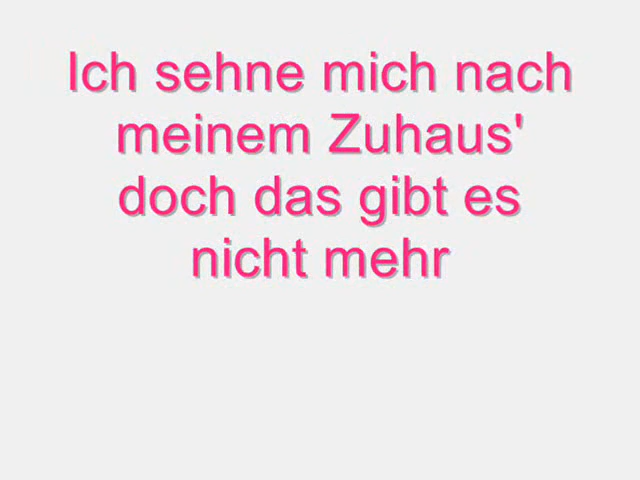 Ich sehne mich nach
meinem Zuhaus'
doch das gibt es
nicht mehr